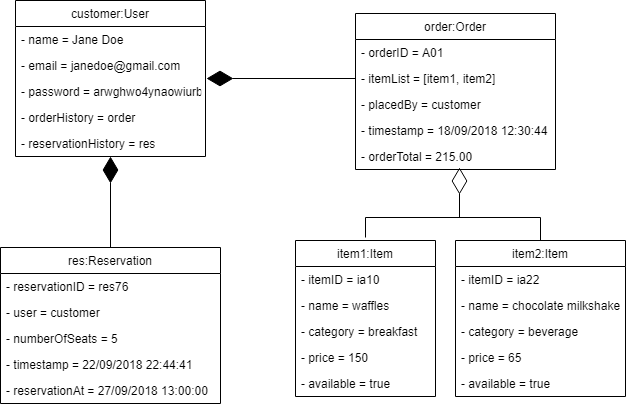 customer:User
- name = Jane Doe
- email = janedoe@gmail.com
- password = arwghwo4ynaowiurb
- orderHistory = order
- reservationHistory = res
order:Order
- orderID = A01
- itemList = [item1, item2]
- placedBy = customer
- timestamp = 18/09/2018 12:30:44
- orderTotal = 215.00
res:Reservation
- reservationID = res76
- user = customer
- numberOfSeats = 5
- timestamp = 22/09/2018 22:44:41
- reservationAt = 27/09/2018 13:00:00
item1:Item
- itemID = ia10
- name = waffles
- category = breakfast
- price = 150
- available = true
item2:Item
- itemID = ia22
- name = chocolate milkshake
- category = beverage
- price = 65
- available = true